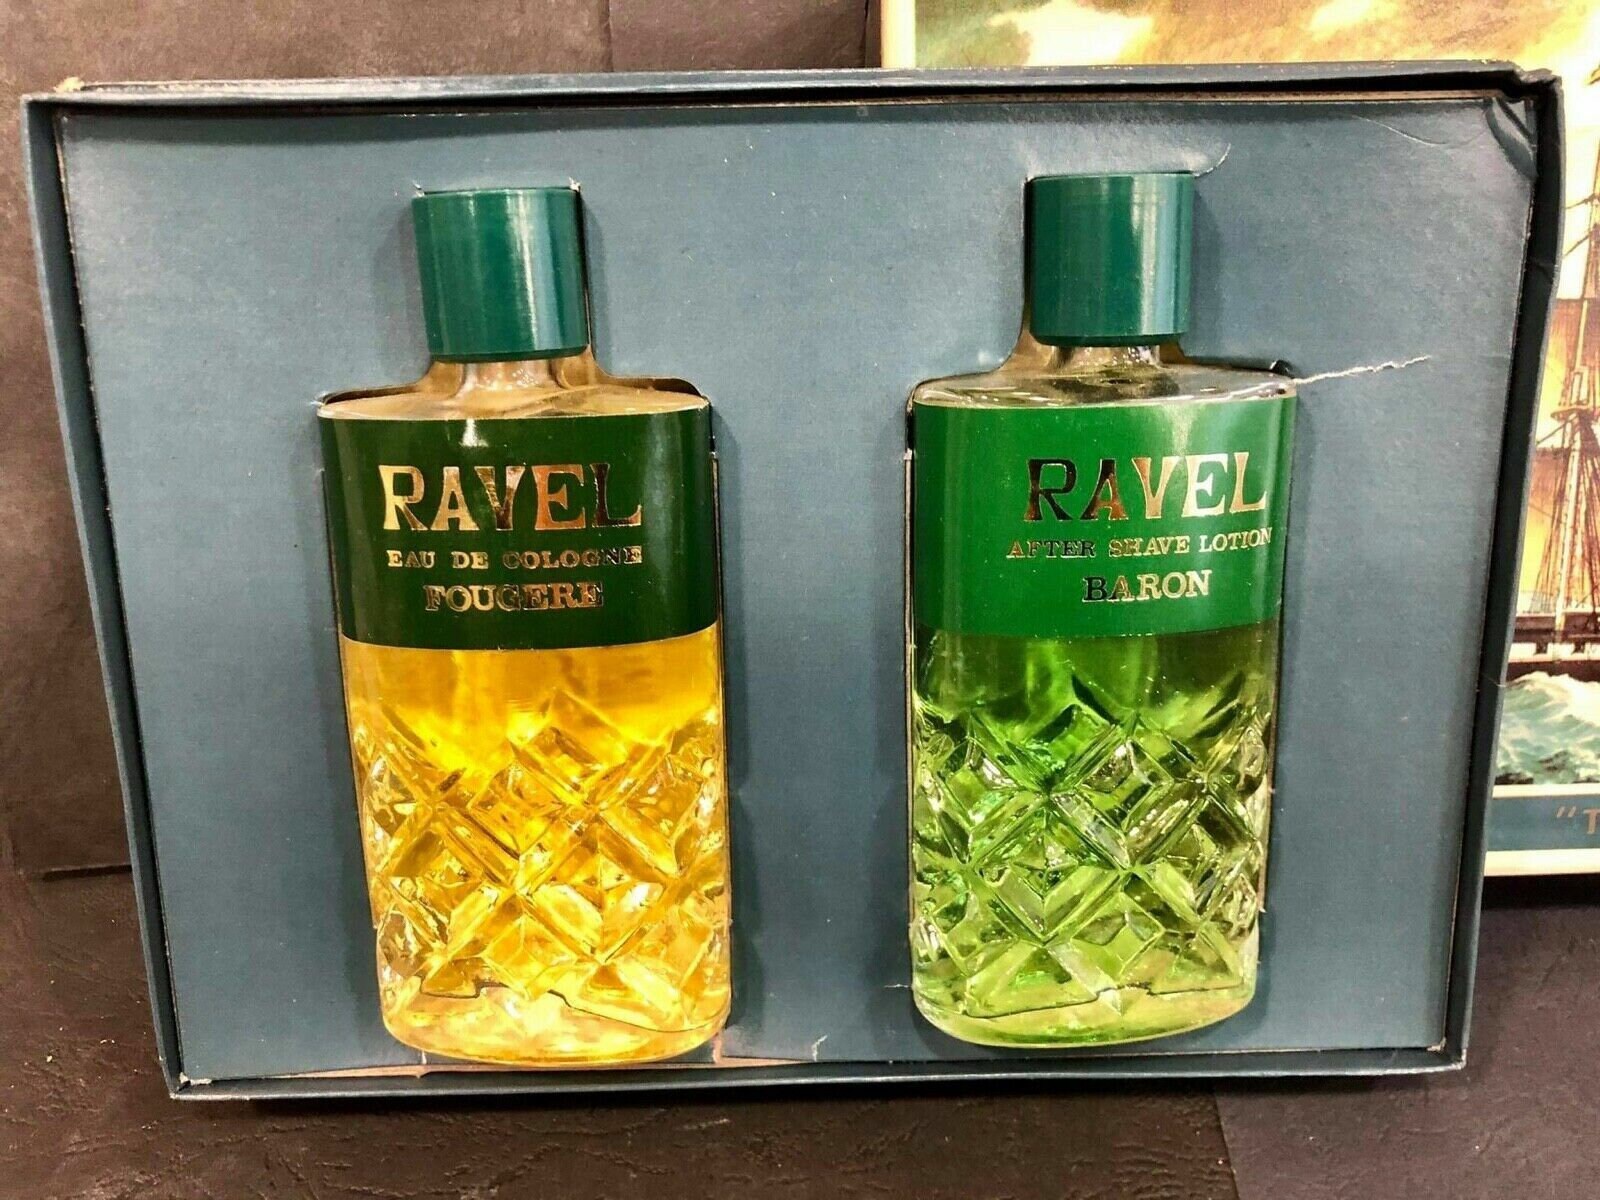 RAVEL
EAU DE COLOGNE
FOUGERE
RAVEL
AFTER SHAVE LOTION
BARON
"T